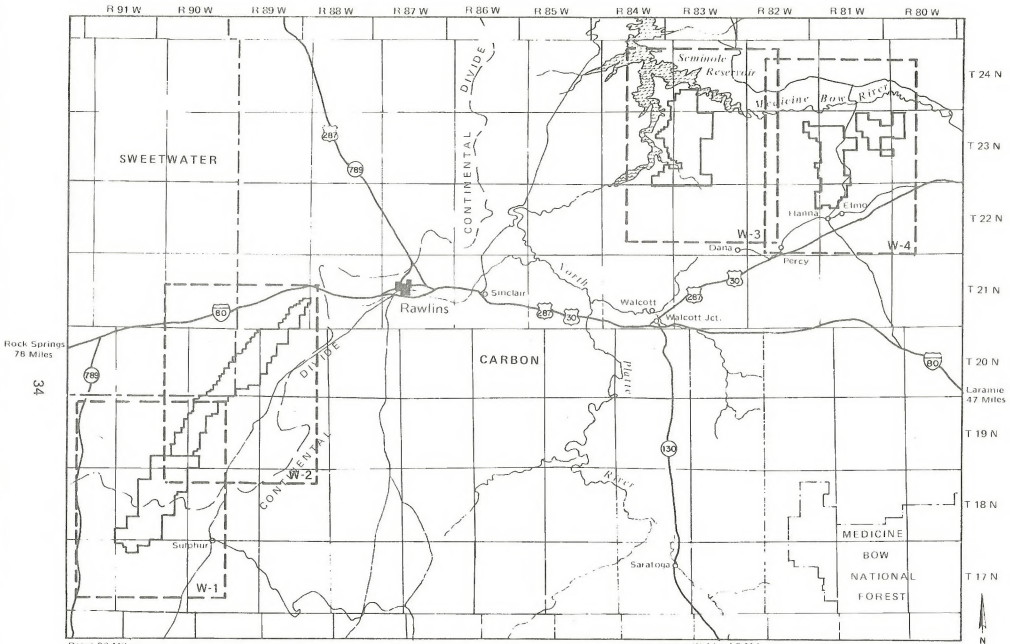 R 91 W R 90 W R 89 W R 88 W R 87 W R 86 W R 85 W R 84 W R 83 W R 82 W R 81 W R 80 W
T 24 N
T 23 N
T 22 N
T 21 N
T 20 N
T 19 N
T 18 N
T 17 N
Seminole
Reservoir
Medicine Bow River
CONTINENTAL DIVIDE
287
789
SWEETWATER
Hanna
Elmo
W-3
Dana
W-4
Percy
30
287
North
Sinclair
Walcott
Walcott Jct.
Rawlins
80
287
30
Rock Springs
78 Miles
789
CARBON
Platte
80
Laramie
47 Miles
34
CONTINENTAL DIVIDE
130
W-2
River
Sulphur
Saratoga
MEDICINE
BOW
NATIONAL
FOREST
W-1
N